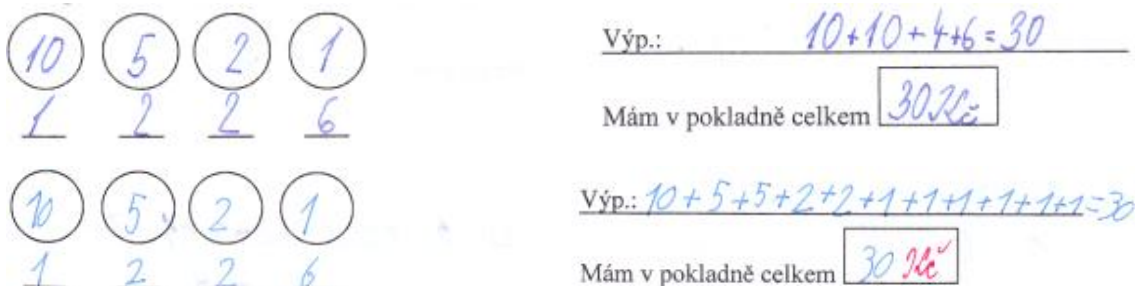 10 5 2 1
1 2 2 6
Výp.: 10+10+4+6=30
Mám v pokladně celkem 30 Kč
10 5 2 1
1 2 2 6
Výp.: 10+5+5+2+2+1+1+1+1+1+1=30
Mám v pokladně celkem 30 Kč